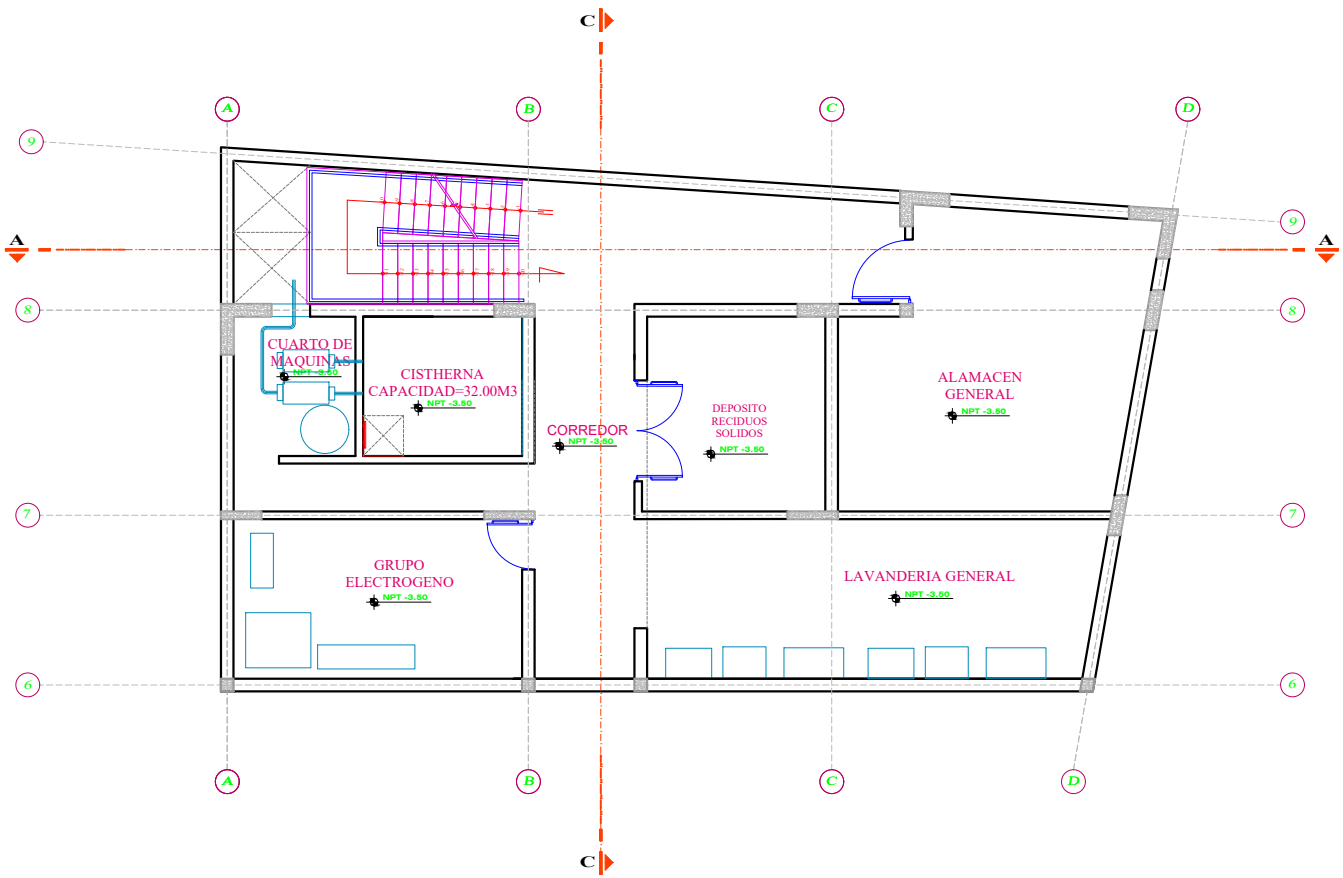 C
A
B
C
D
9
9
A
A
8
8
CUARTO DE
MAQUINAS
NPT -3.50
CISTHERNA
CAPACIDAD=32.00M3
NPT -3.50
CORREDOR
NPT -3.50
DEPOSITO
RECIDUOS
SOLIDOS
NPT -3.50
ALAMACEN
GENERAL
NPT -3.50
7
7
GRUPO
ELECTROGENO
NPT -3.50
LAVANDERIA GENERAL
NPT -3.50
6
6
A
B
C
D
C